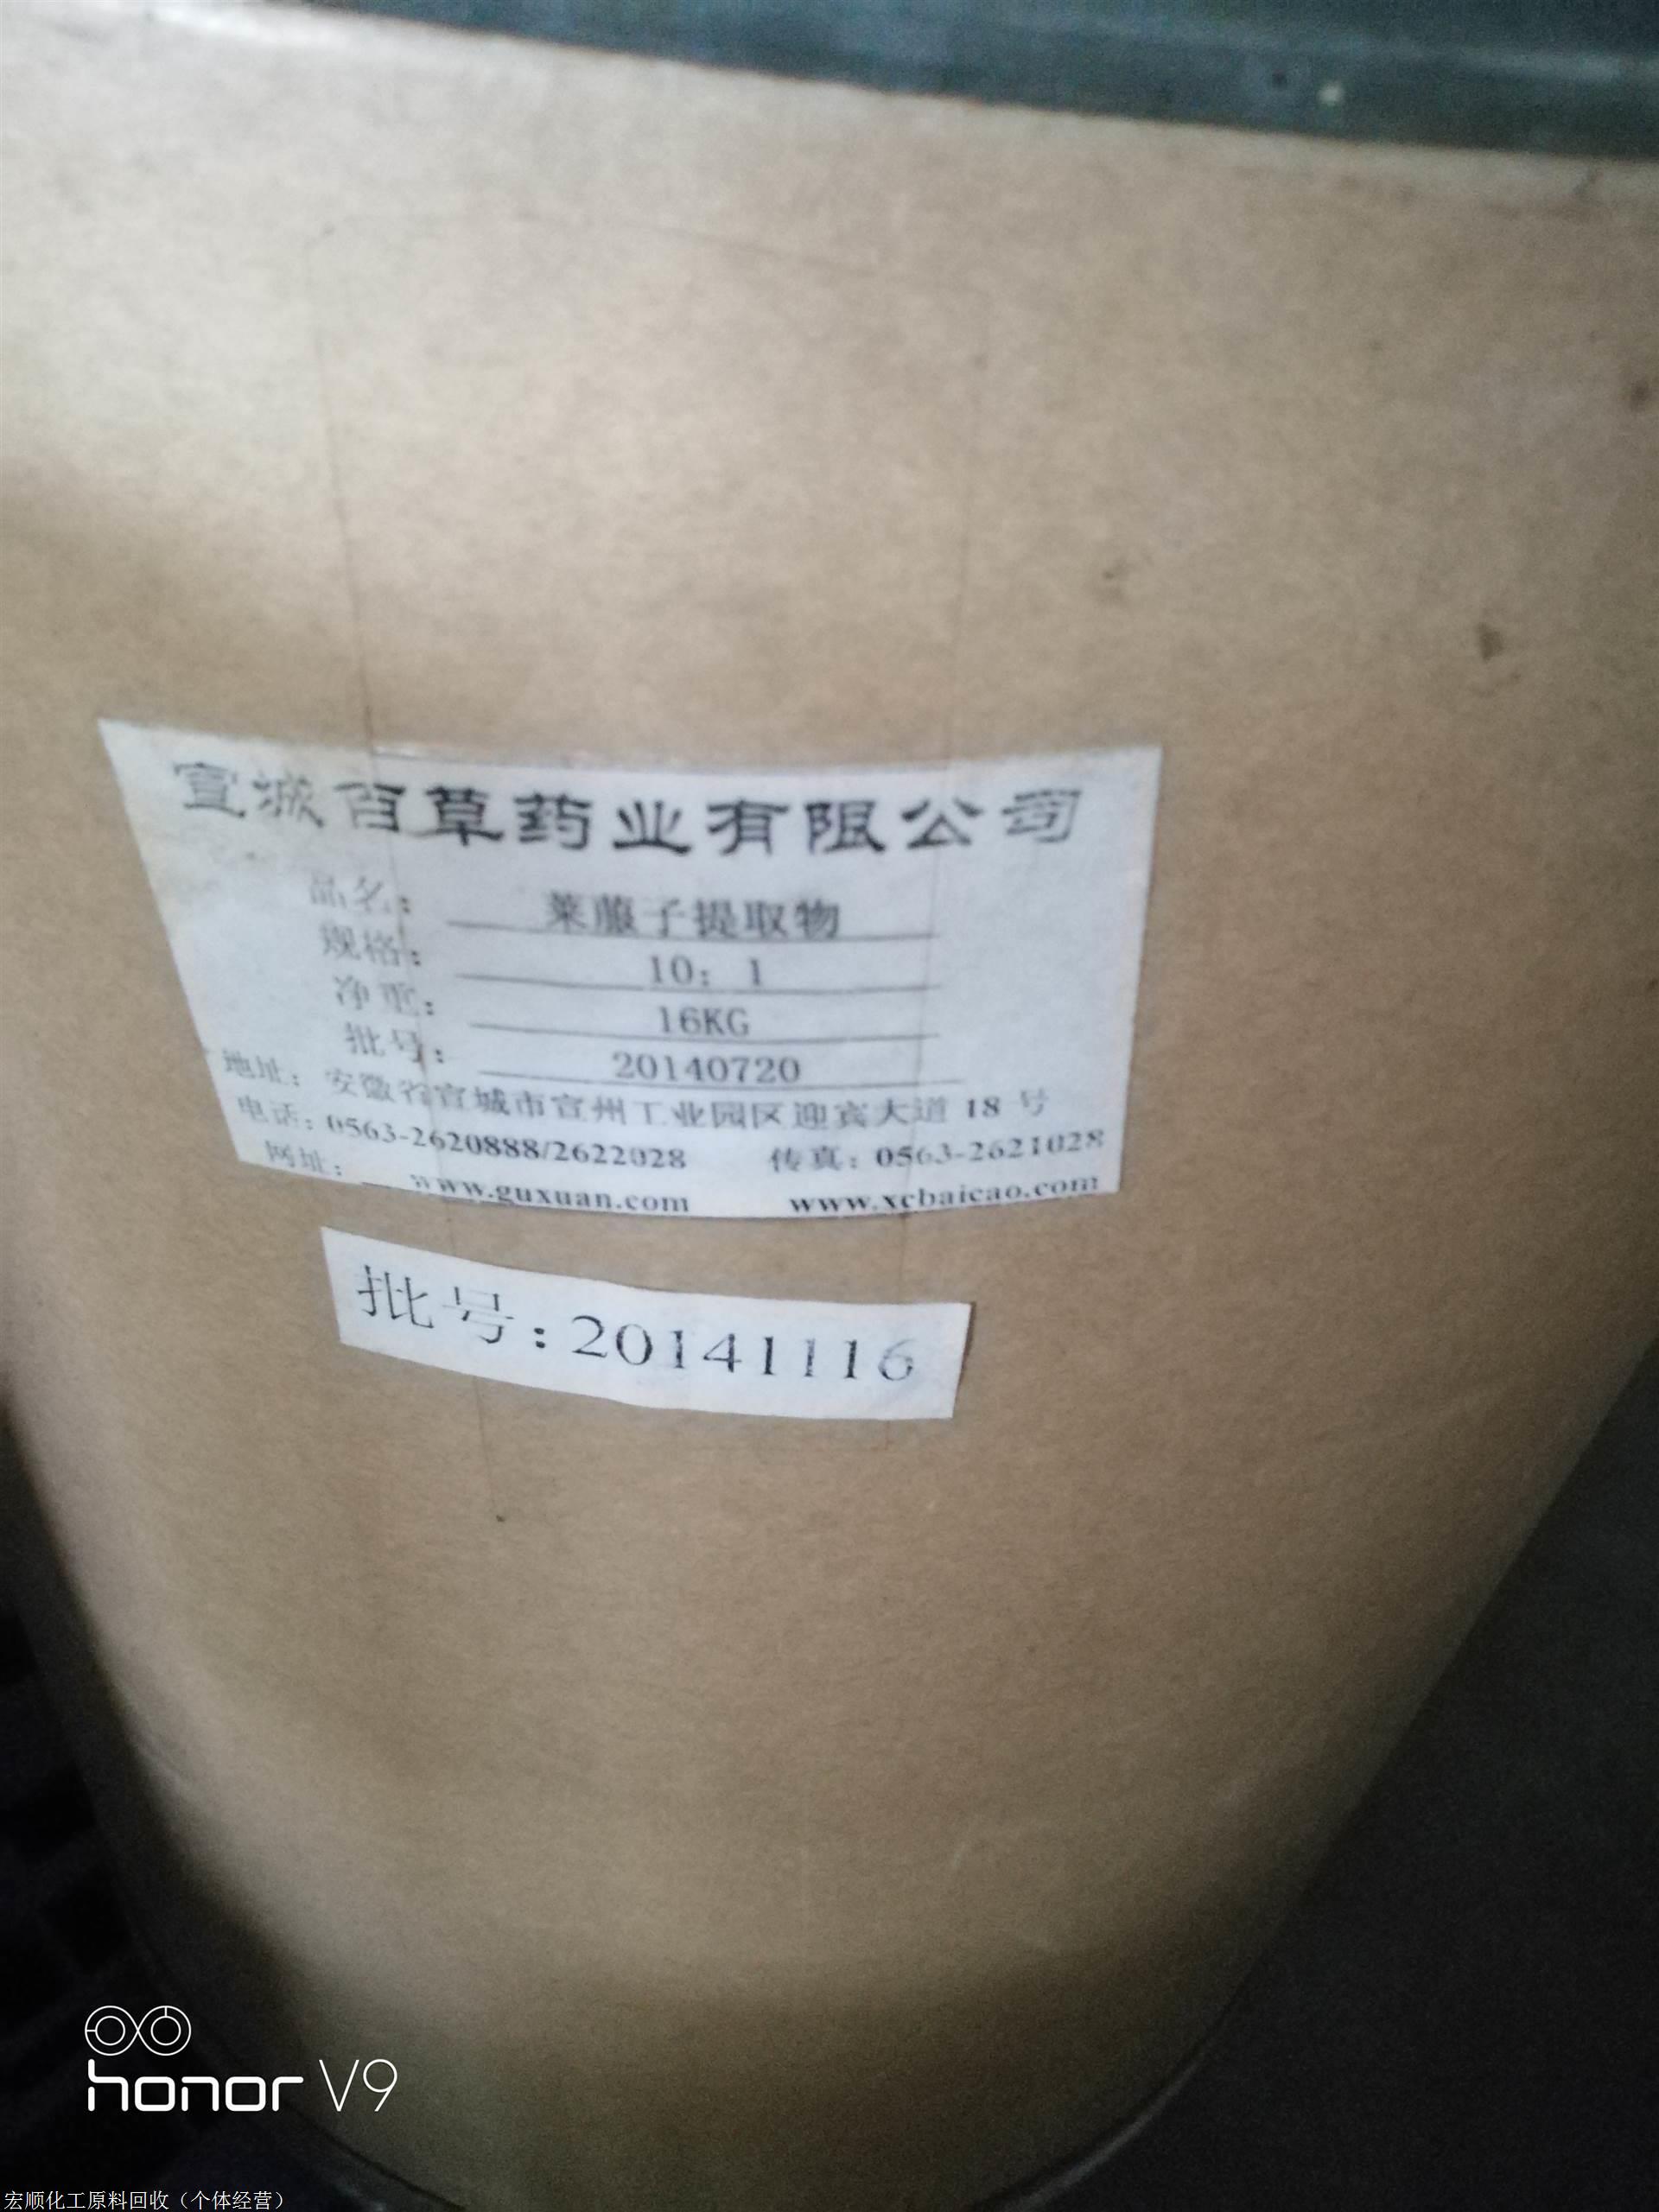 宣城百草药业有限公司
品名： 莱菔子提取物
规格： 10：1
净重： 16KG
批号： 20140720
地址：安徽省宣城市宣州工业园区迎宾大道 18 号
电话：0563-2620888/2622028 传真：0563-2621028
网址： www.guxuan.com www.xcbaicao.com
批号：20141116
honor V9
宏顺化工原料回收（个体经营）